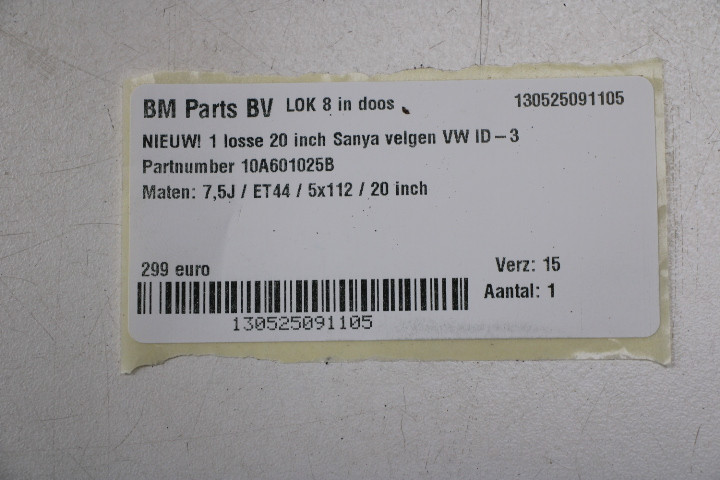 BM Parts BV LOK 8 in doos 130525091105
NIEUW! 1 losse 20 inch Sanya velgen VW ID-3
Partnumber 10A601025B
Maten: 7,5J / ET44 / 5x112 / 20 inch
299 euro Verz: 15
Aantal: 1
130525091105